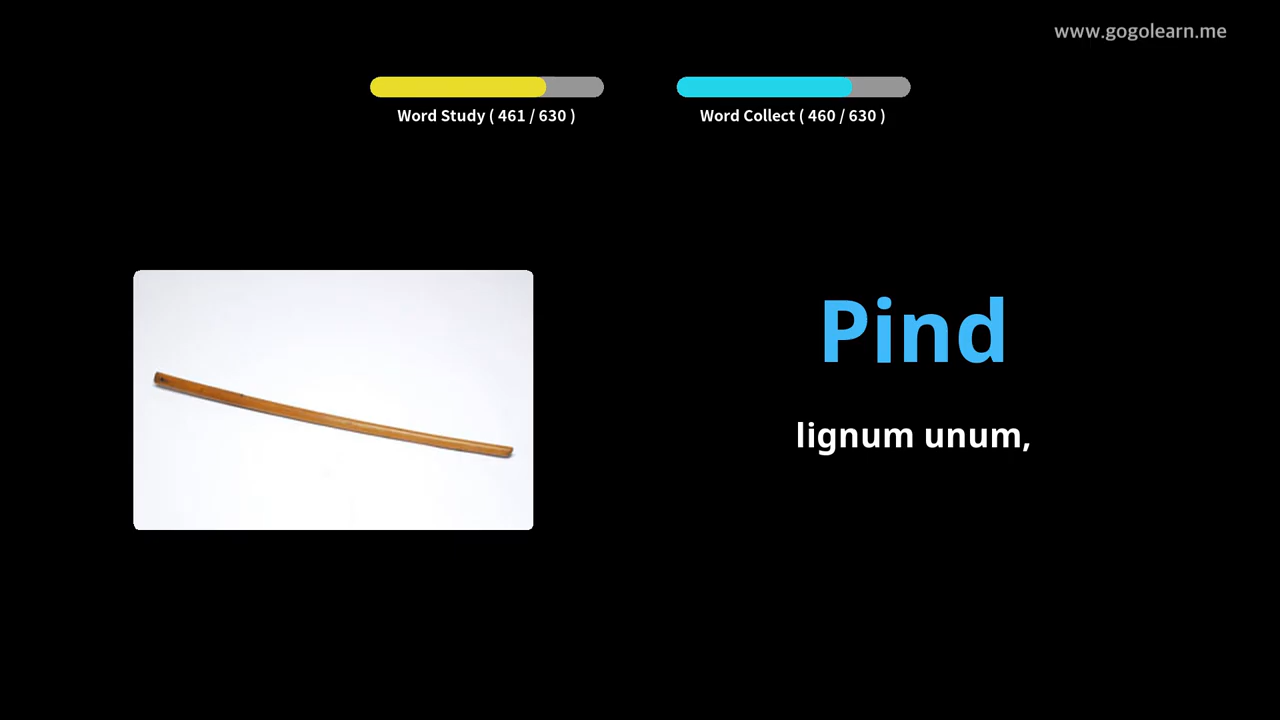 www.gogolearn.me
Word Study ( 461 / 630 )
Word Collect ( 460 / 630 )
Pind
lignum unum,